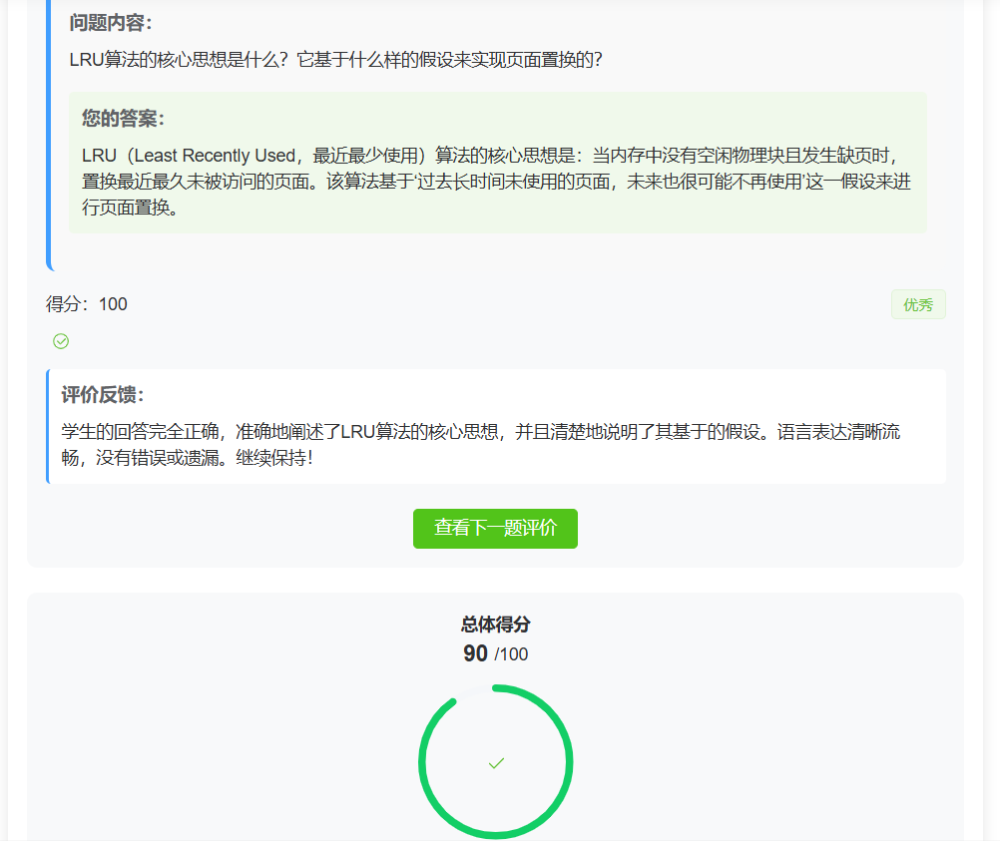 问题内容：
LRU算法的核心思想是什么？它基于什么样的假设来实现页面置换的？
您的答案：
LRU（Least Recently Used，最近最少使用）算法的核心思想是：当内存中没有空闲物理块且发生缺页时，
置换最近最久未被访问的页面。该算法基于‘过去长时间未使用的页面，未来也很可能不再使用’这一假设来进
行页面置换。
得分：100
优秀
评价反馈：
学生的回答完全正确，准确地阐述了LRU算法的核心思想，并且清楚地说明了其基于的假设。语言表达清晰流
畅，没有错误或遗漏。继续保持！
查看下一题评价
总体得分
90 /100